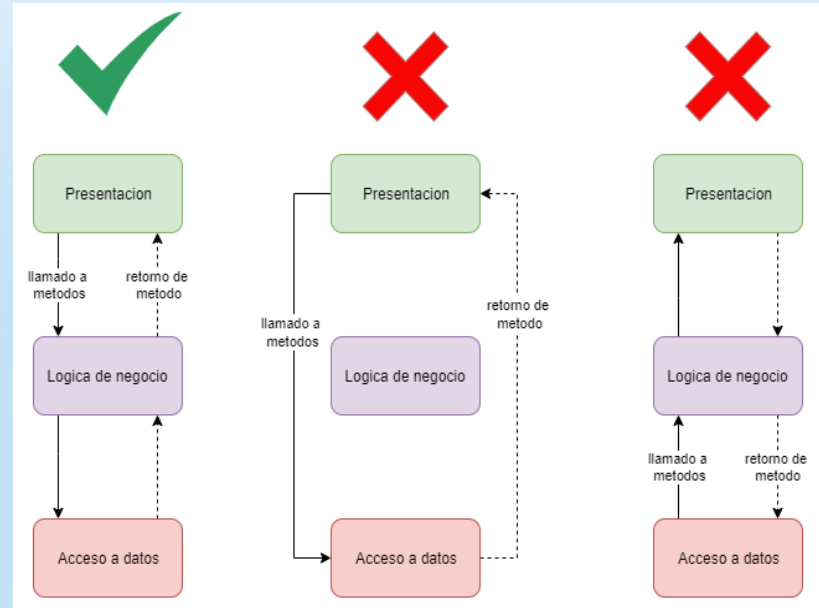 Presentacion
llamado a
metodos
retorno de
metodo
Logica de negocio
Acceso a datos
Presentacion
llamado a
metodos
retorno de
metodo
Logica de negocio
Acceso a datos
Presentacion
Logica de negocio
llamado a
metodos
retorno de
metodo
Acceso a datos